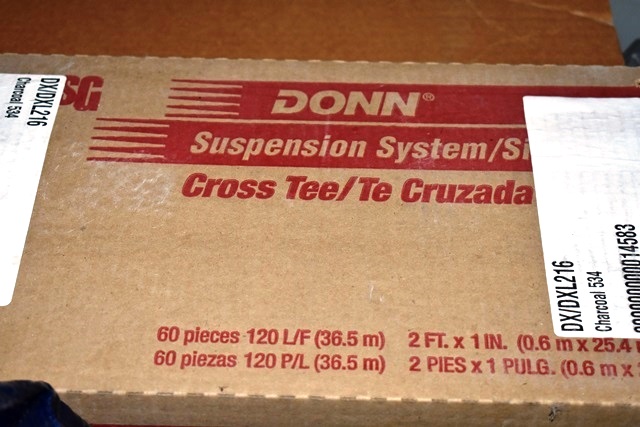 SG
DONN®
Suspension System/Si
Cross Tee/Te Cruzada
60 pieces 120 L/F (36.5 m) 2 FT. x 1 IN. (0.6 m x 25.4
60 piezas 120 P/L (36.5 m) 2 PIES x 1 PULG. (0.6 m x
DX/DXL216
Charcoal 534
DX/DXL216
Charcoal 534